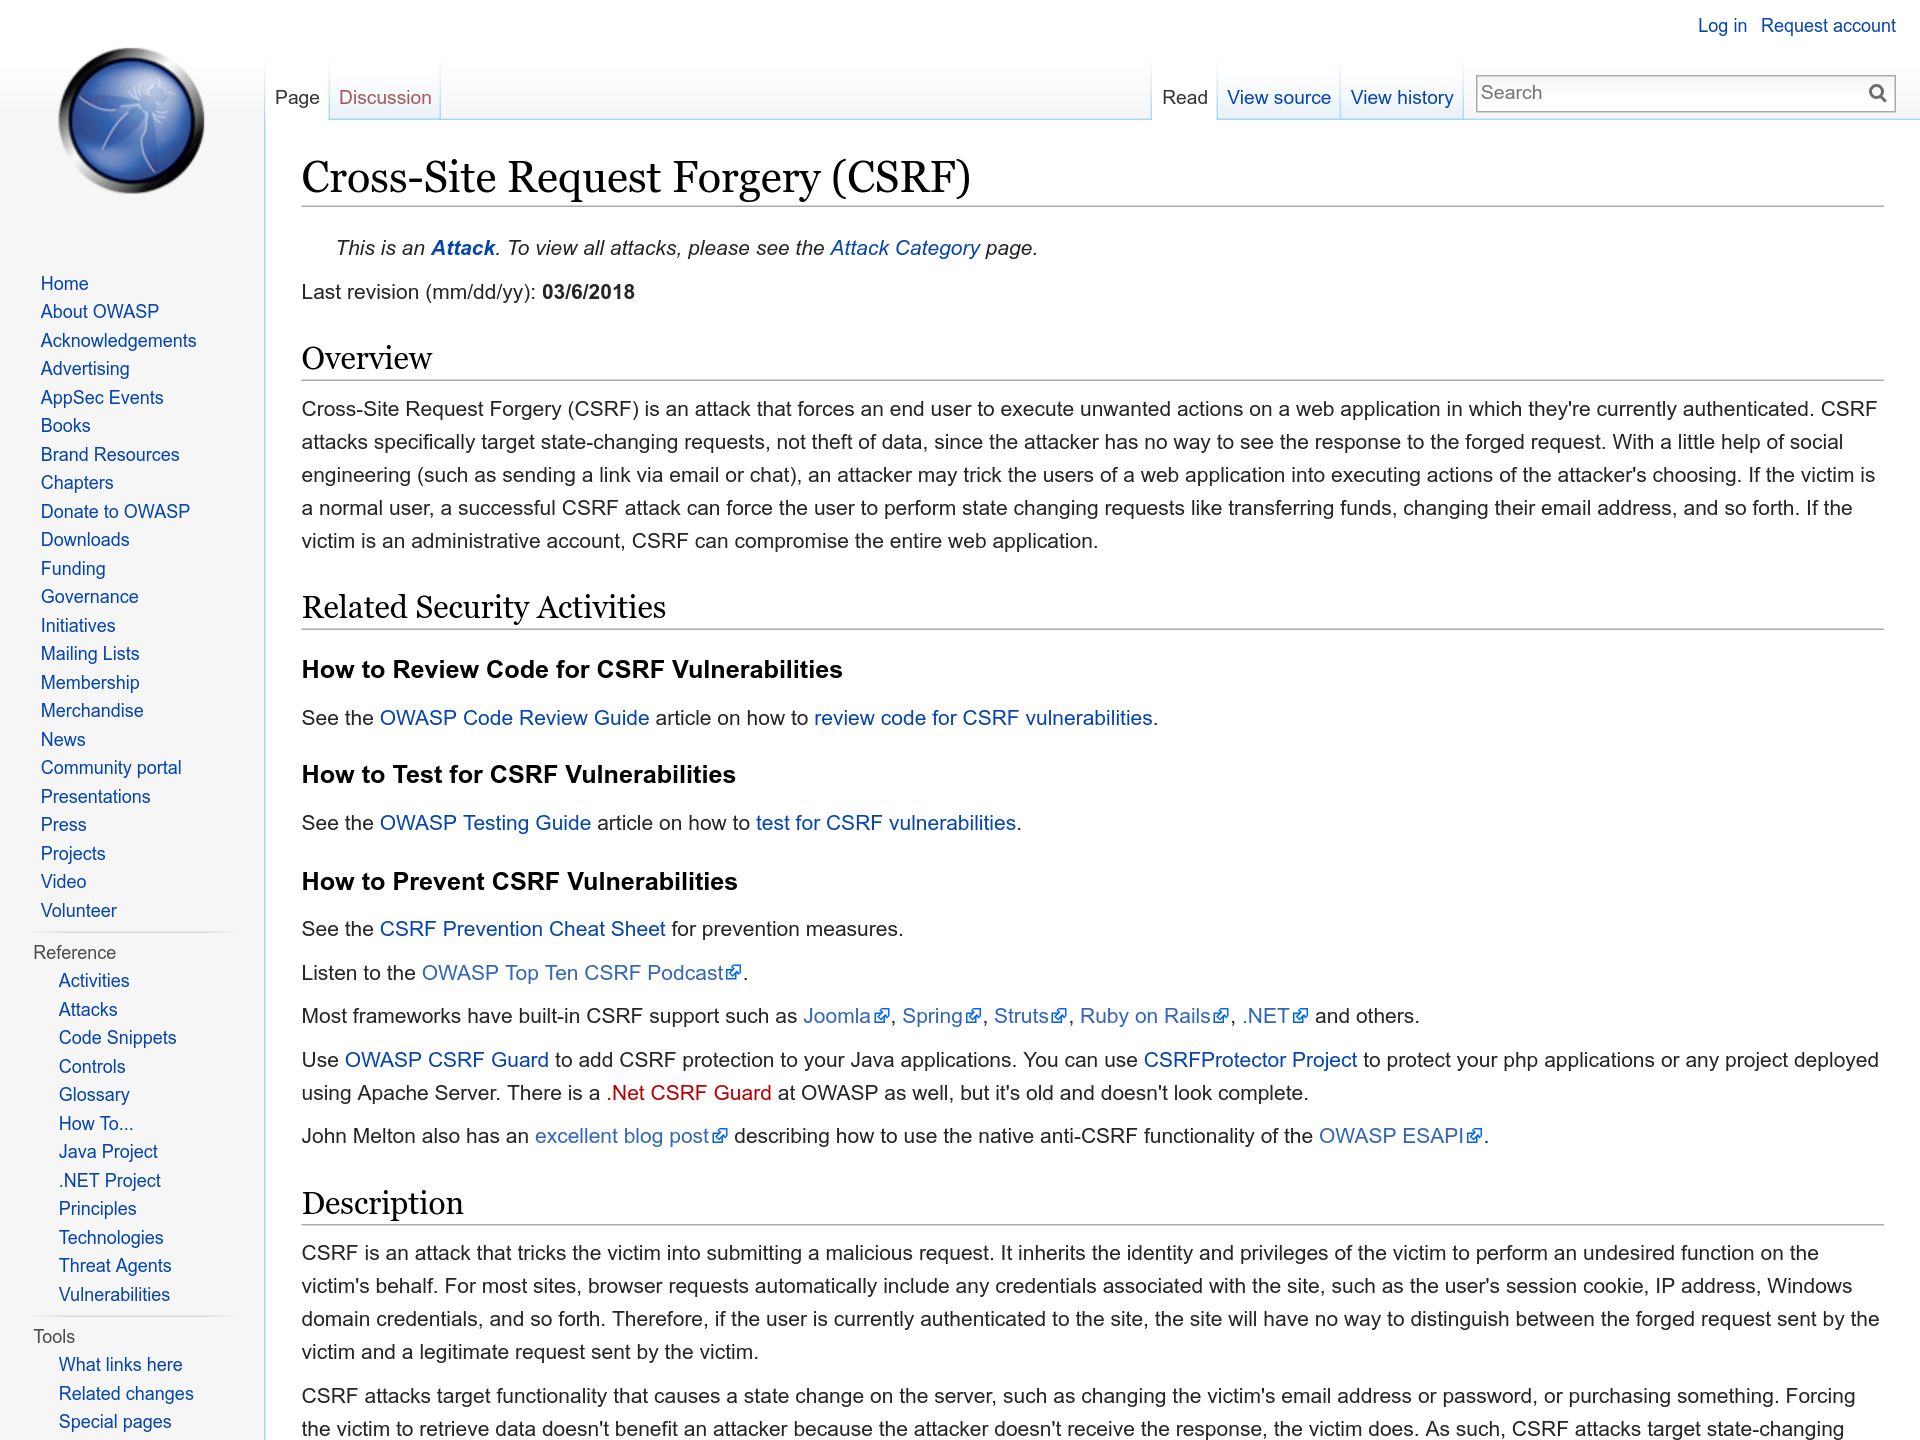 Log in Request account
Page Discussion Read View source View history Search
Cross-Site Request Forgery (CSRF)
This is an Attack. To view all attacks, please see the Attack Category page.
Last revision (mm/dd/yy): 03/6/2018
Overview
Cross-Site Request Forgery (CSRF) is an attack that forces an end user to execute unwanted actions on a web application in which they're currently authenticated. CSRF
attacks specifically target state-changing requests, not theft of data, since the attacker has no way to see the response to the forged request. With a little help of social
engineering (such as sending a link via email or chat), an attacker may trick the users of a web application into executing actions of the attacker's choosing. If the victim is
a normal user, a successful CSRF attack can force the user to perform state changing requests like transferring funds, changing their email address, and so forth. If the
victim is an administrative account, CSRF can compromise the entire web application.
Related Security Activities
How to Review Code for CSRF Vulnerabilities
See the OWASP Code Review Guide article on how to review code for CSRF vulnerabilities.
How to Test for CSRF Vulnerabilities
See the OWASP Testing Guide article on how to test for CSRF vulnerabilities.
How to Prevent CSRF Vulnerabilities
See the CSRF Prevention Cheat Sheet for prevention measures.
Listen to the OWASP Top Ten CSRF Podcast.
Most frameworks have built-in CSRF support such as Joomla, Spring, Struts, Ruby on Rails, .NET and others.
Use OWASP CSRF Guard to add CSRF protection to your Java applications. You can use CSRFProtector Project to protect your php applications or any project deployed
using Apache Server. There is a .Net CSRF Guard at OWASP as well, but it's old and doesn't look complete.
John Melton also has an excellent blog post describing how to use the native anti-CSRF functionality of the OWASP ESAPI.
Description
CSRF is an attack that tricks the victim into submitting a malicious request. It inherits the identity and privileges of the victim to perform an undesired function on the
victim's behalf. For most sites, browser requests automatically include any credentials associated with the site, such as the user's session cookie, IP address, Windows
domain credentials, and so forth. Therefore, if the user is currently authenticated to the site, the site will have no way to distinguish between the forged request sent by the
victim and a legitimate request sent by the victim.
CSRF attacks target functionality that causes a state change on the server, such as changing the victim's email address or password, or purchasing something. Forcing
the victim to retrieve data doesn't benefit an attacker because the attacker doesn't receive the response, the victim does. As such, CSRF attacks target state-changing
Home
About OWASP
Acknowledgements
Advertising
AppSec Events
Books
Brand Resources
Chapters
Donate to OWASP
Downloads
Funding
Governance
Initiatives
Mailing Lists
Membership
Merchandise
News
Community portal
Presentations
Press
Projects
Video
Volunteer
Reference
Activities
Attacks
Code Snippets
Controls
Glossary
How To...
Java Project
.NET Project
Principles
Technologies
Threat Agents
Vulnerabilities
Tools
What links here
Related changes
Special pages